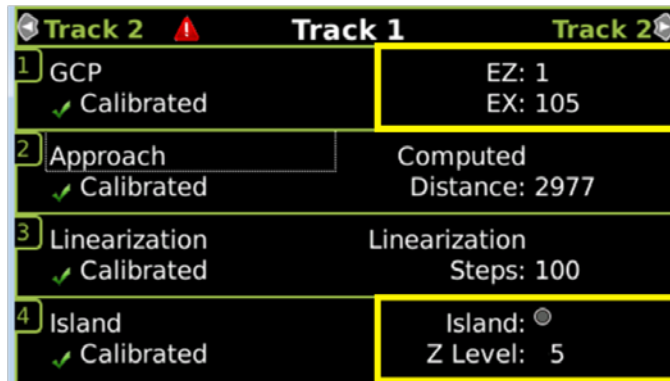 Track 2 Track 1 Track 2
1 GCP EZ: 1
Calibrated EX: 105
2 Approach Computed
Calibrated Distance: 2977
3 Linearization Linearization
Calibrated Steps: 100
4 Island Island:
Calibrated Z Level: 5